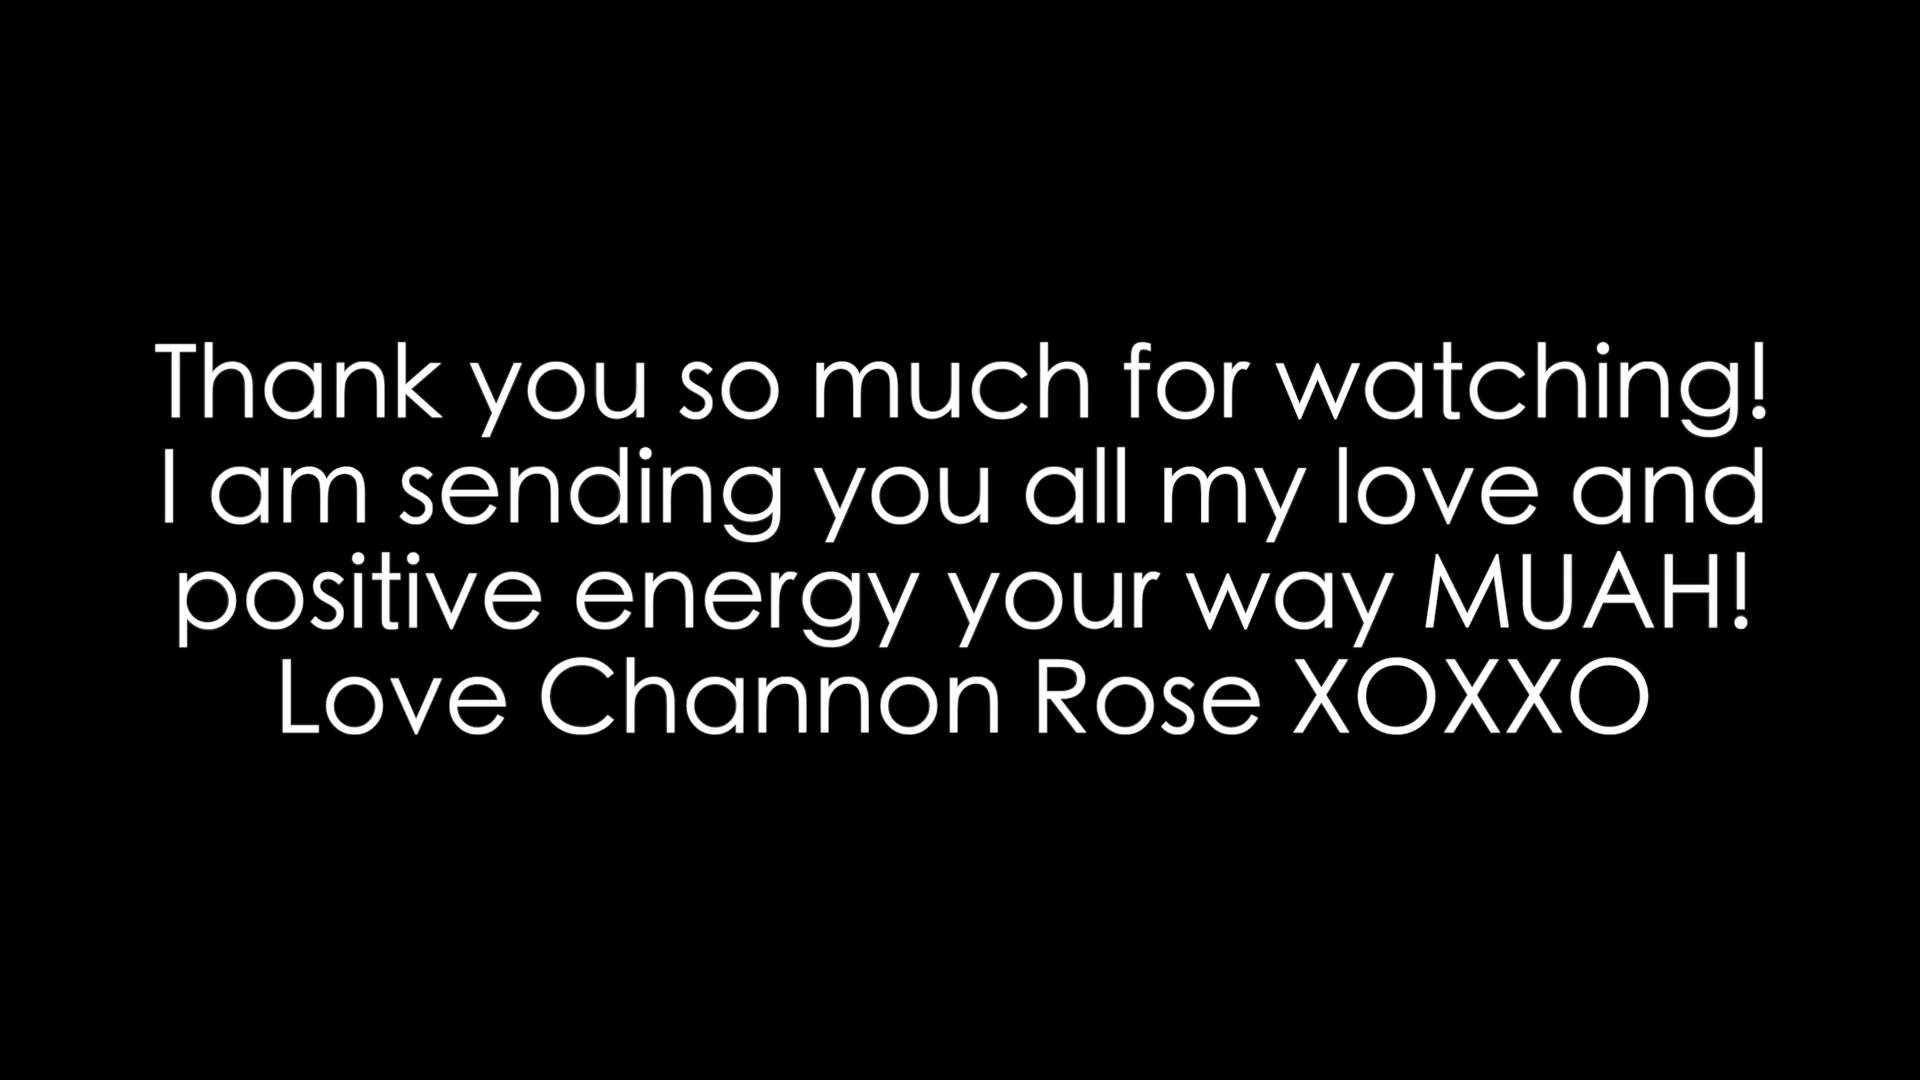 Thank you so much for watching!
I am sending you all my love and
positive energy your way MUAH!
Love Channon Rose XOXXO